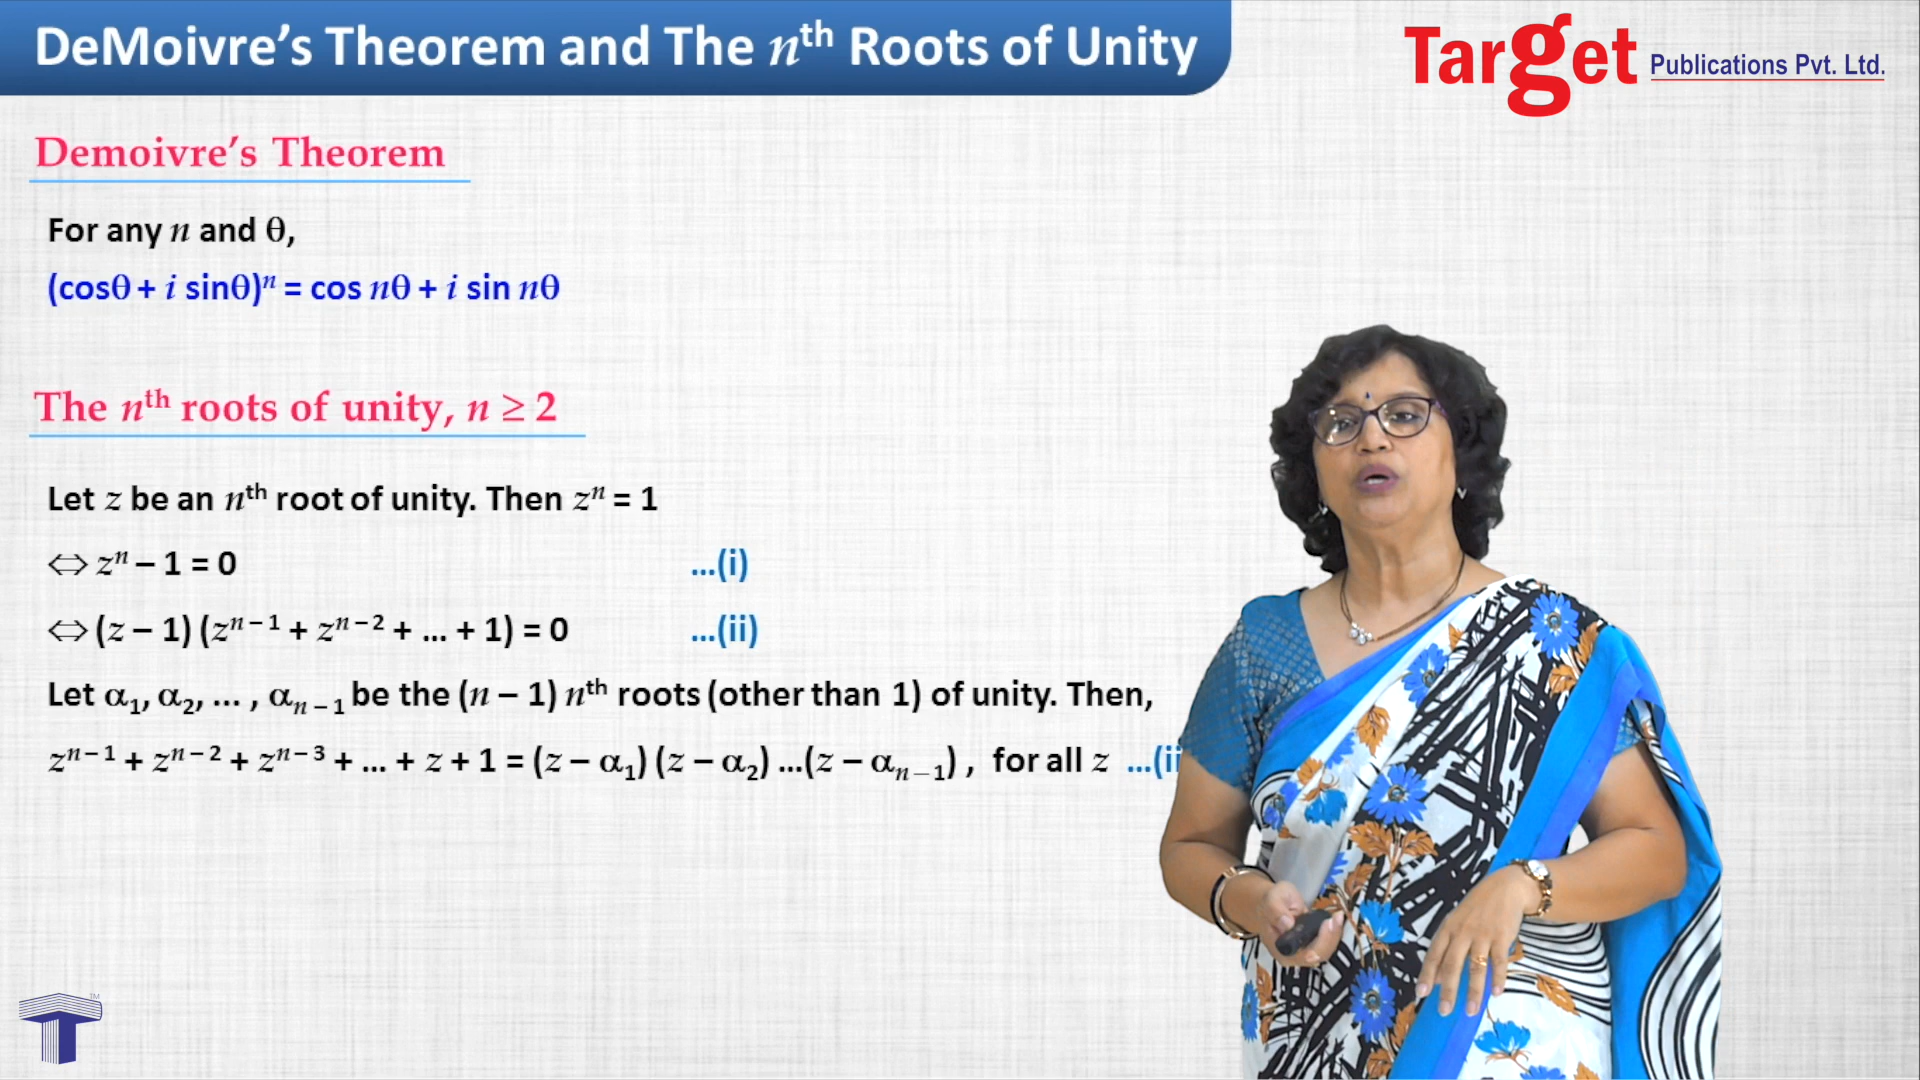 DeMoivre's Theorem and The nᵗʰ Roots of Unity
Target Publications Pvt. Ltd.
Demoivre's Theorem
For any n and θ,
(cosθ + i sinθ)ⁿ = cos nθ + i sin nθ
The nᵗʰ roots of unity, n ≥ 2
Let z be an nᵗʰ root of unity. Then zⁿ = 1
⇔ zⁿ – 1 = 0 ...(i)
⇔ (z – 1) (zⁿ⁻¹ + zⁿ⁻² + ... + 1) = 0 ...(ii)
Let α₁, α₂, ... , αₙ₋₁ be the (n – 1) nᵗʰ roots (other than 1) of unity. Then,
zⁿ⁻¹ + zⁿ⁻² + zⁿ⁻³ + ... + z + 1 = (z – α₁) (z – α₂) ...(z – αₙ₋₁) , for all z ...(ii
TM